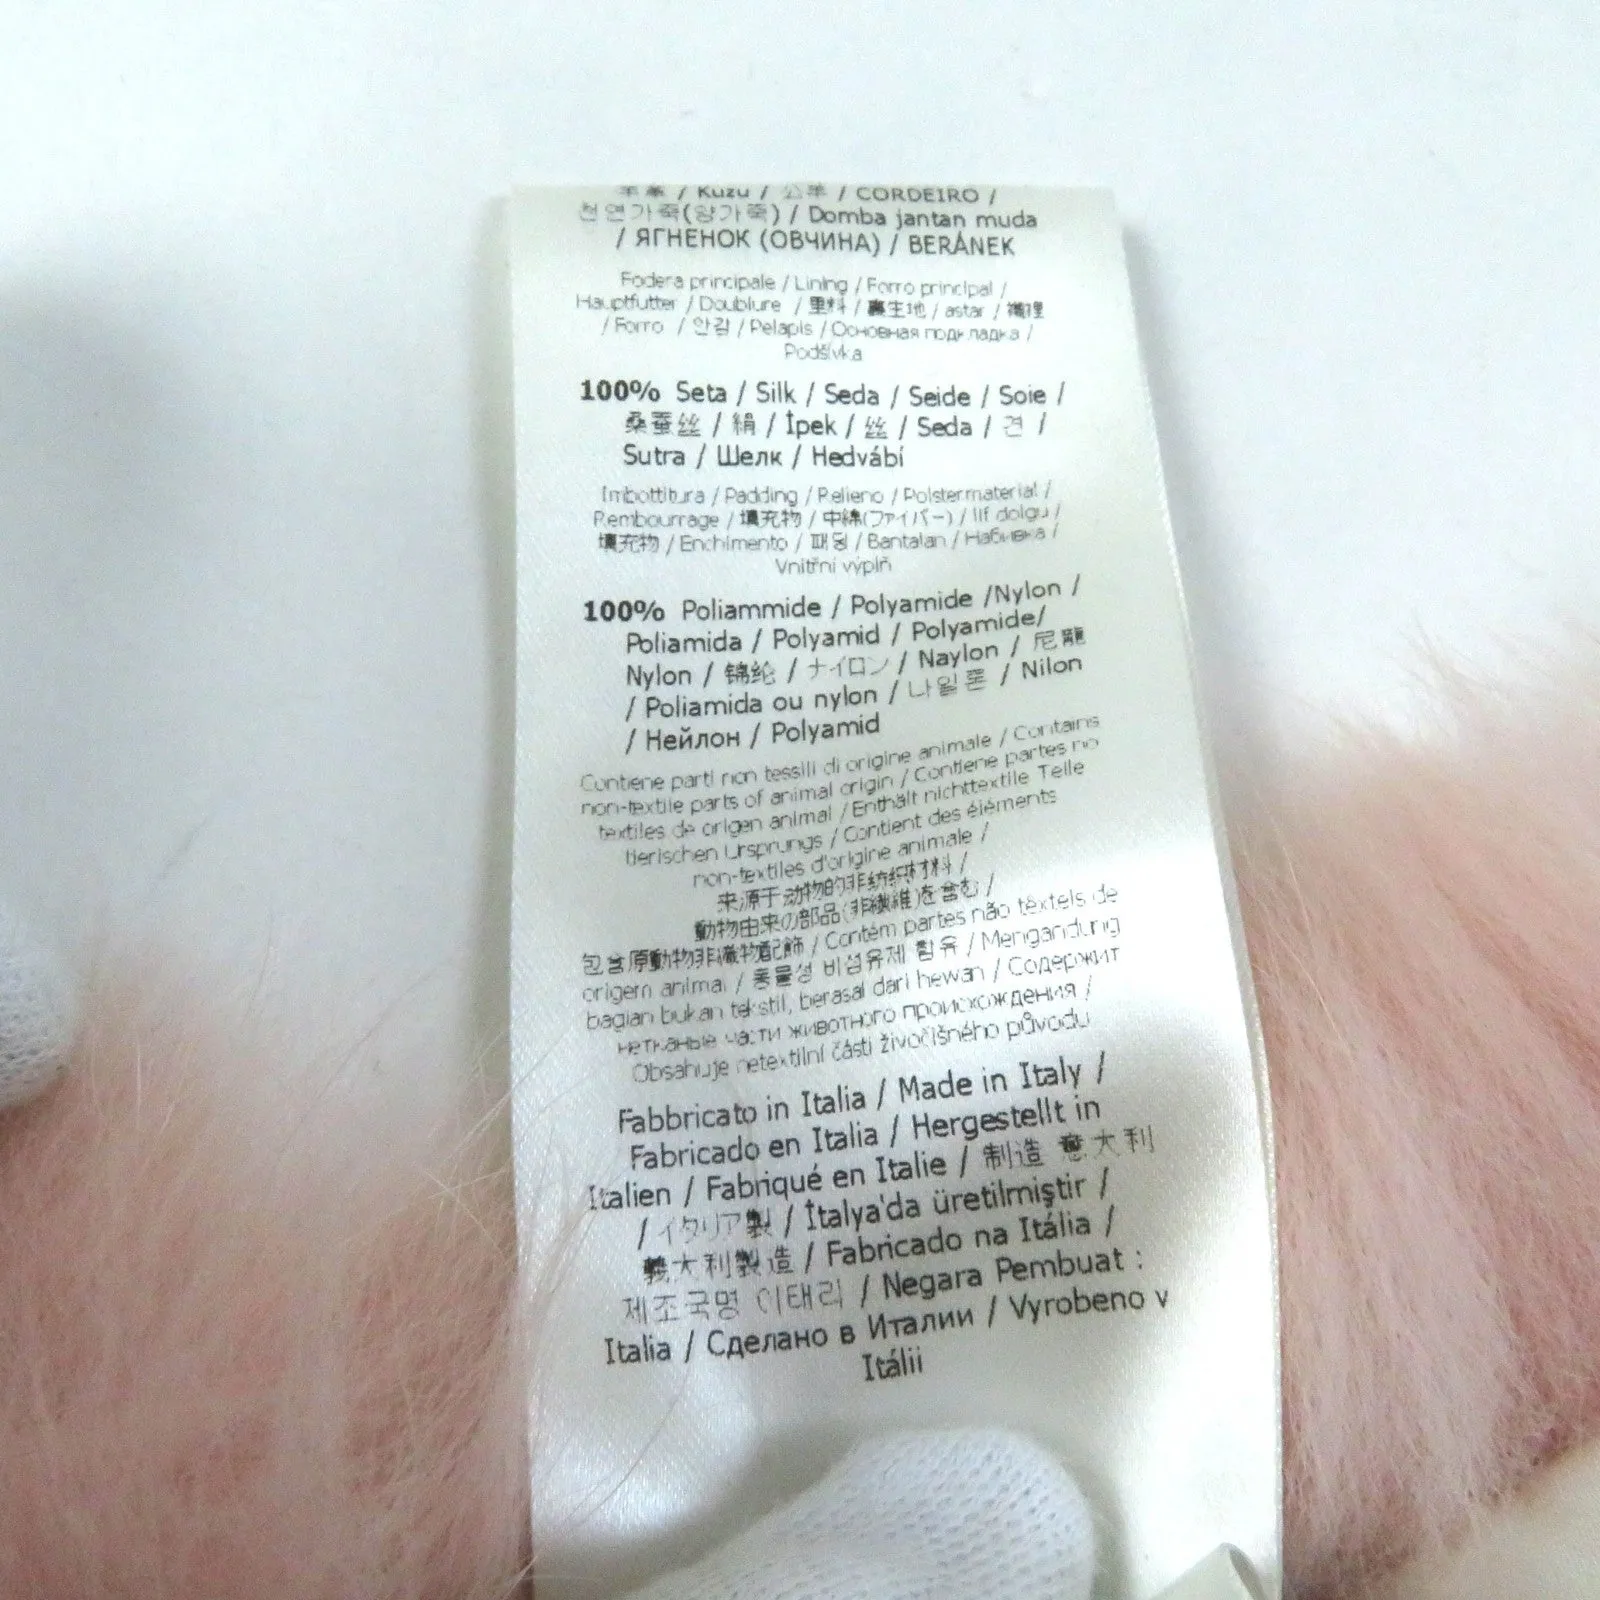 羊革 / Kuzu / 公羊 / CORDEIRO /
천연가죽(양가죽) / Domba jantan muda
/ ЯГНЕНОК (ОВЧИНА) / BERÁNEK
Fodera principale / Lining / Forro principal /
Hauptfutter / Doublure / 里料 / 裏生地 / astar / 襯裡
/ Forro / 안감 / Pelapis / Основная подкладка /
Podšívka
100% Seta / Silk / Seda / Seide / Soie /
桑蚕丝 / 絹 / İpek / 丝 / Seda / 견 /
Sutra / Шелк / Hedvábí
Imbottitura / Padding / Relleno / Polstermaterial /
Rembourrage / 填充物 / 中綿(ファイバー) / lif dolgu /
填充物 / Enchimento / 패딩 / Bantalan / Набивка /
Vnitřní výplň
100% Poliammide / Polyamide /Nylon /
Poliamida / Polyamid / Polyamide/
Nylon / 锦纶 / ナイロン / Naylon / 尼龍
/ Poliamida ou nylon / 나일론 / Nilon
/ Нейлон / Polyamid
Contiene parti non tessili di origine animale / Contains
non-textile parts of animal origin / Contiene partes no
textiles de origen animal / Enthält nichttextile Teile
tierischen Ursprungs / Contient des éléments
non-textiles d'origine animale /
来源于动物的非纺织材料 /
動物由来の部品(非繊維)を含む /
包含原動物非織物配飾 / Contém partes não têxteis de
origem animal / 동물성 비섬유제 함유 / Mengandung
bagian bukan tekstil, berasal dari hewan / Содержит
нетканые части животного происхождения /
Obsahuje netextilní části živočišného původu
Fabbricato in Italia / Made in Italy /
Fabricado en Italia / Hergestellt in
Italien / Fabriqué en Italie / 制造 意大利
/ イタリア製 / İtalya'da üretilmiştir /
義大利製造 / Fabricado na Itália /
제조국명 이태리 / Negara Pembuat :
Italia / Сделано в Италии / Vyrobeno v
Itálii